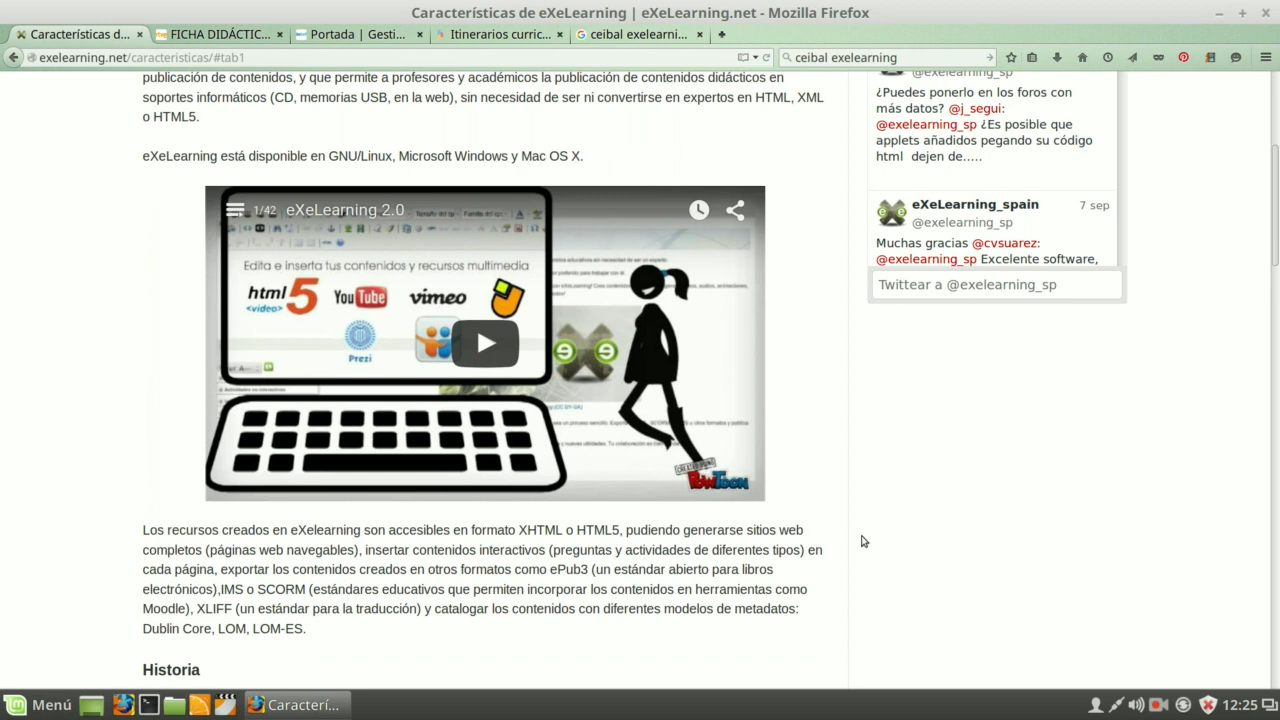 Características de eXeLearning | eXeLearning.net - Mozilla Firefox
Características d... ×
FICHA DIDÁCTIC... ×
Portada | Gesti... ×
Itinerarios curric... ×
ceibal exelearni... ×
exelearning.net/caracteristicas/#tab1
ceibal exelearning
publicación de contenidos, y que permite a profesores y académicos la publicación de contenidos didácticos en
soportes informáticos (CD, memorias USB, en la web), sin necesidad de ser ni convertirse en expertos en HTML, XML
o HTML5.
eXeLearning está disponible en GNU/Linux, Microsoft Windows y Mac OS X.
1/42 eXeLearning 2.0
Edita e inserta tus contenidos y recursos multimedia
html5
<video>
YouTube
vimeo
Prezi
CREATED USING
PowToon
Los recursos creados en eXelearning son accesibles en formato XHTML o HTML5, pudiendo generarse sitios web
completos (páginas web navegables), insertar contenidos interactivos (preguntas y actividades de diferentes tipos) en
cada página, exportar los contenidos creados en otros formatos como ePub3 (un estándar abierto para libros
electrónicos),IMS o SCORM (estándares educativos que permiten incorporar los contenidos en herramientas como
Moodle), XLIFF (un estándar para la traducción) y catalogar los contenidos con diferentes modelos de metadatos:
Dublin Core, LOM, LOM-ES.
Historia
@exelearning_sp
¿Puedes ponerlo en los foros con
más datos? @j_segui:
@exelearning_sp ¿Es posible que
applets añadidos pegando su código
html dejen de…..
eXeLearning_spain 7 sep
@exelearning_sp
Muchas gracias @cvsuarez:
@exelearning_sp Excelente software,
Twittear a @exelearning_sp
Menú
Caracterí...
12:25